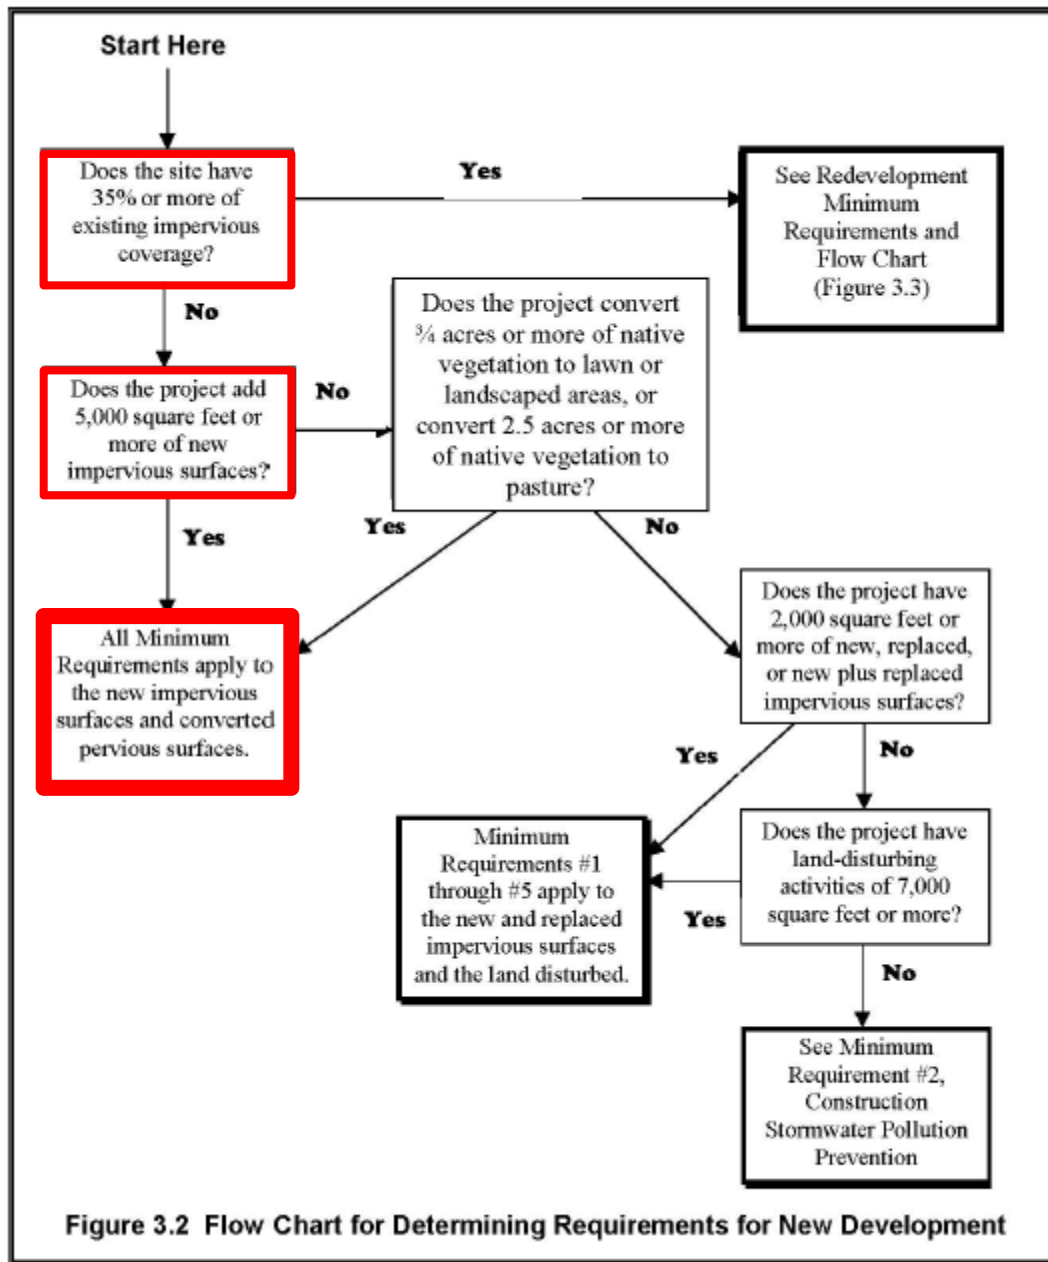 Start Here
Does the site have
35% or more of
existing impervious
coverage?
Yes
See Redevelopment
Minimum
Requirements and
Flow Chart
(Figure 3.3)
No
Does the project add
5,000 square feet or
more of new
impervious surfaces?
No
Does the project convert
¾ acres or more of native
vegetation to lawn or
landscaped areas, or
convert 2.5 acres or more
of native vegetation to
pasture?
Yes
Yes
No
All Minimum
Requirements apply to
the new impervious
surfaces and converted
pervious surfaces.
Does the project have
2,000 square feet or
more of new, replaced,
or new plus replaced
impervious surfaces?
Yes
No
Minimum
Requirements #1
through #5 apply to
the new and replaced
impervious surfaces
and the land disturbed.
Does the project have
land-disturbing
activities of 7,000
square feet or more?
Yes
No
See Minimum
Requirement #2,
Construction
Stormwater Pollution
Prevention
Figure 3.2 Flow Chart for Determining Requirements for New Development